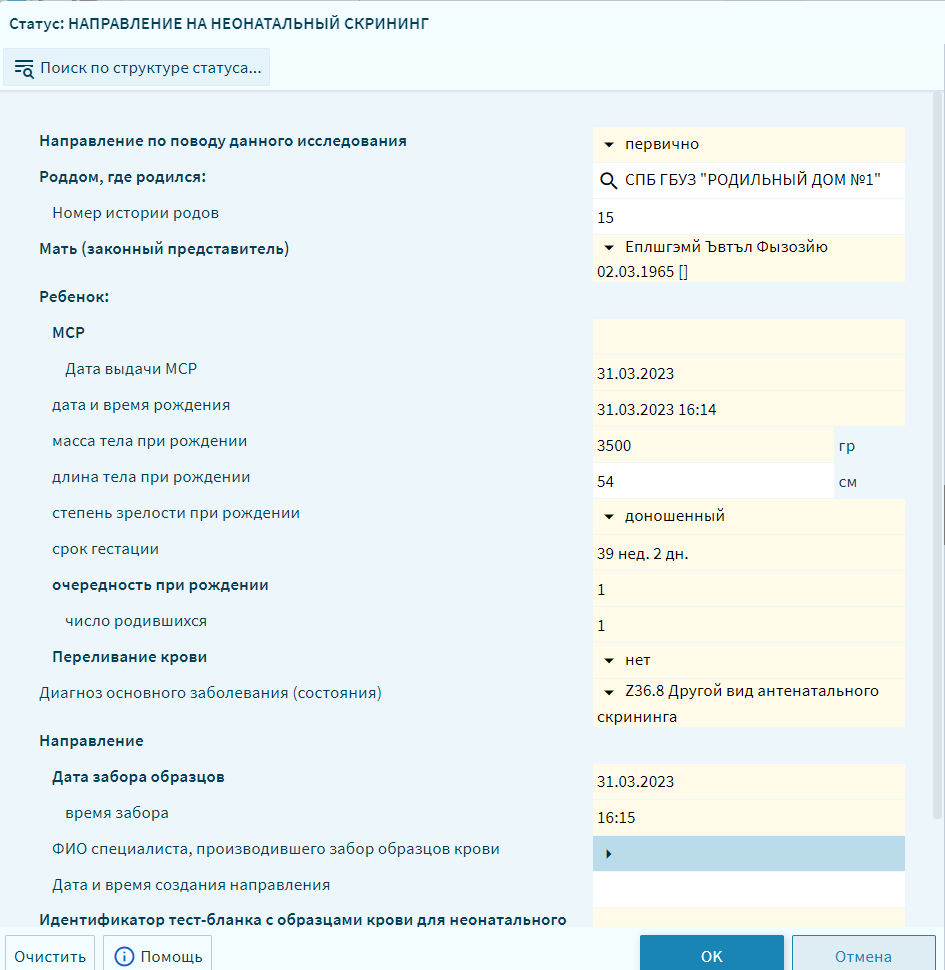 Статус: НАПРАВЛЕНИЕ НА НЕОНАТАЛЬНЫЙ СКРИНИНГ
Поиск по структуре статуса...
Направление по поводу данного исследования
первично
Роддом, где родился:
СПБ ГБУЗ "РОДИЛЬНЫЙ ДОМ №1"
Номер истории родов
15
Мать (законный представитель)
Еплшгэмй Ъвтъл Фызозйю
02.03.1965 []
Ребенок:
МСР
Дата выдачи МСР
31.03.2023
дата и время рождения
31.03.2023 16:14
масса тела при рождении
3500 гр
длина тела при рождении
54 см
степень зрелости при рождении
доношенный
срок гестации
39 нед. 2 дн.
очередность при рождении
1
число родившихся
1
Переливание крови
нет
Диагноз основного заболевания (состояния)
Z36.8 Другой вид антенатального
скрининга
Направление
Дата забора образцов
31.03.2023
время забора
16:15
ФИО специалиста, производившего забор образцов крови
Дата и время создания направления
Идентификатор тест-бланка с образцами крови для неонатального
Очистить
Помощь
ОК
Отмена